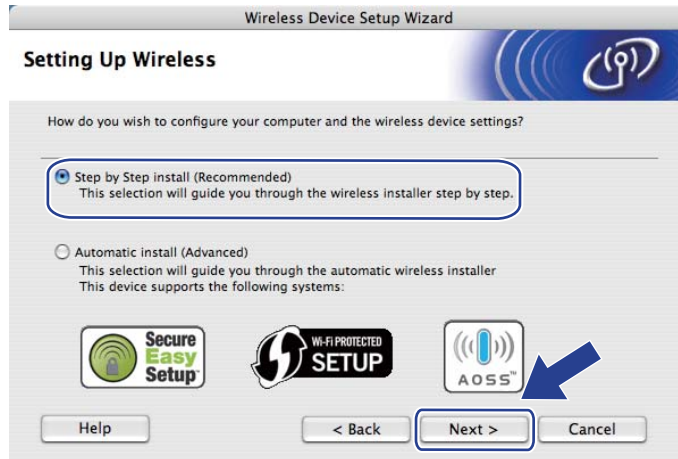 Wireless Device Setup Wizard
Setting Up Wireless
How do you wish to configure your computer and the wireless device settings?
Step by Step install (Recommended)
This selection will guide you through the wireless installer step by step.
Automatic install (Advanced)
This selection will guide you through the automatic wireless installer
This device supports the following systems:
Secure
Easy
Setup™
Wi-Fi PROTECTED
SETUP
AOSS™
Help
< Back
Next >
Cancel